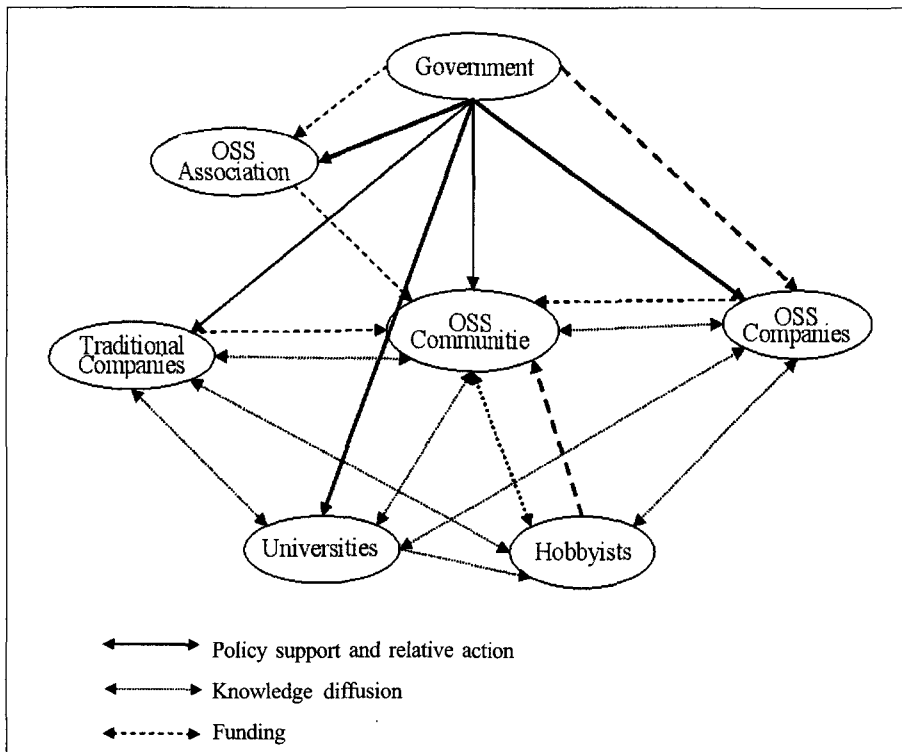 Government
OSS
Association
OSS
Communitie
OSS
Companies
Traditional
Companies
Universities
Hobbyists
Policy support and relative action
Knowledge diffusion
Funding